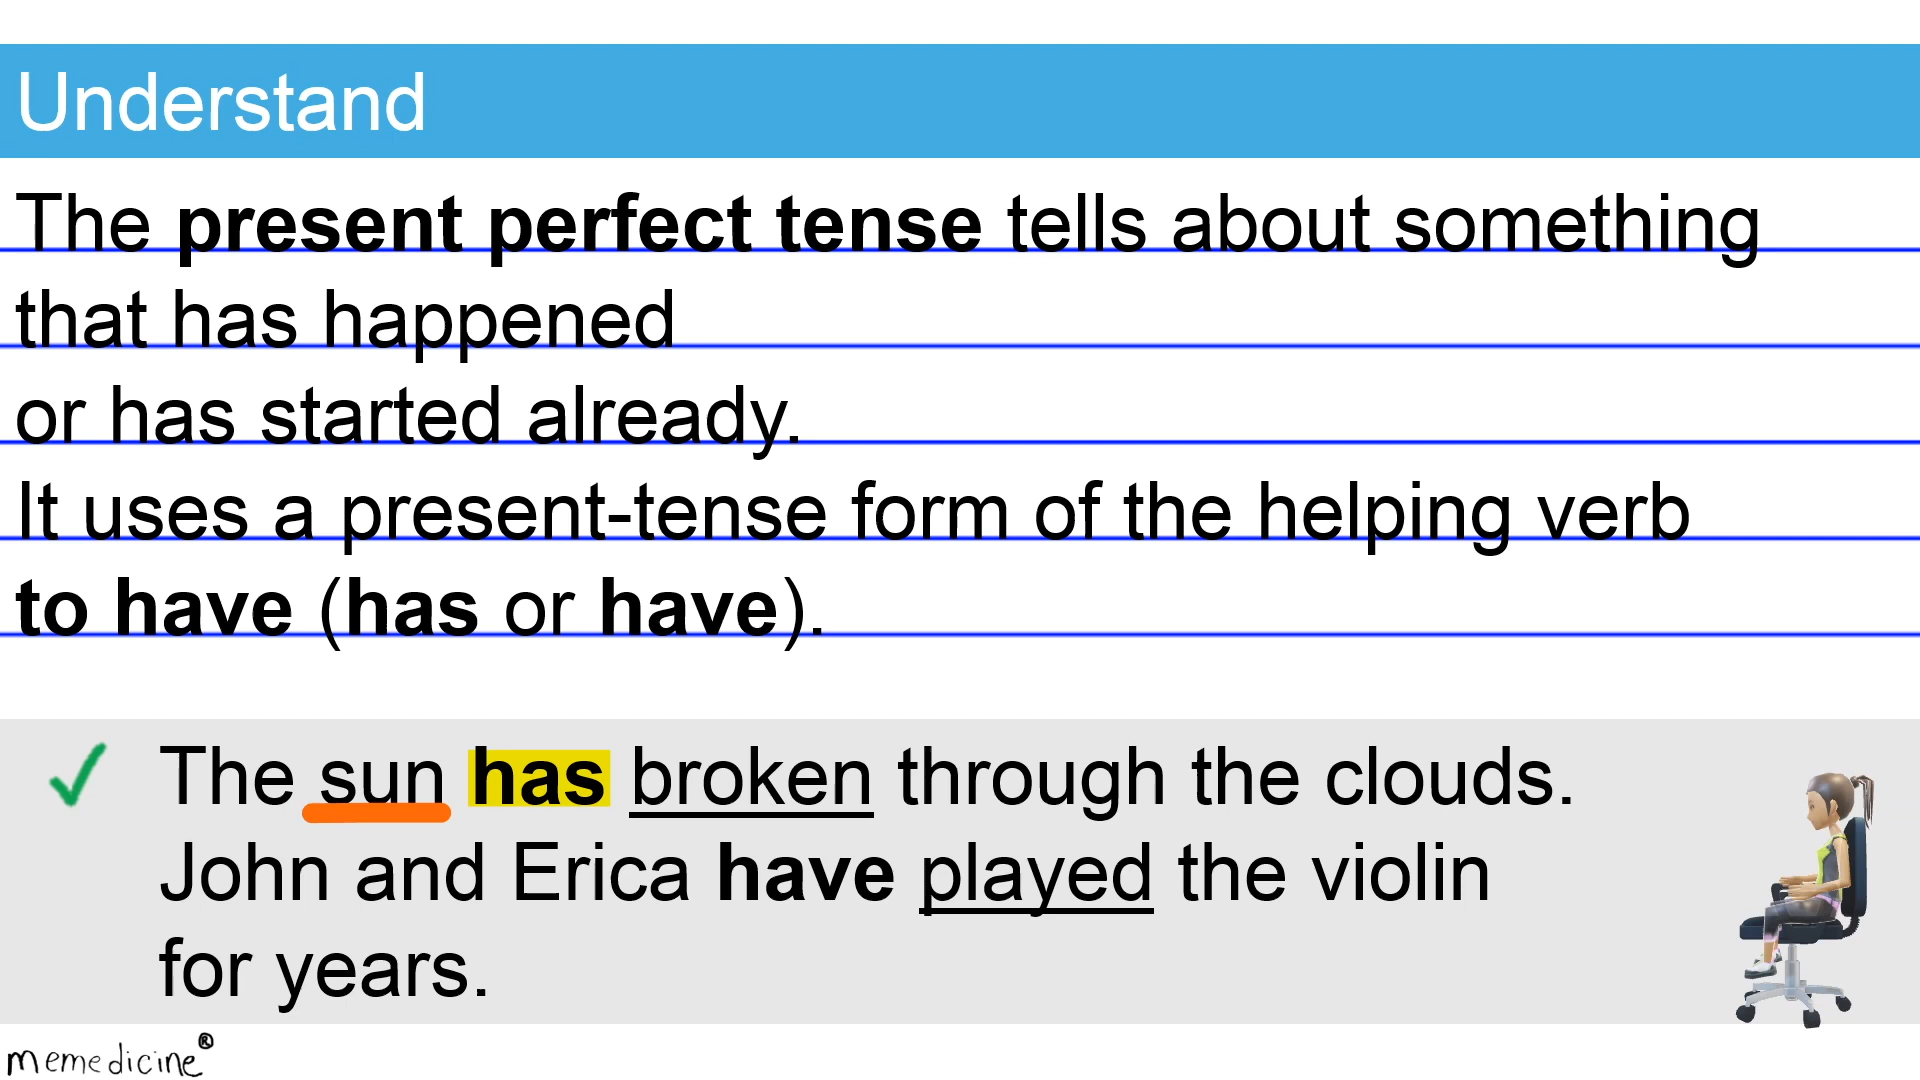 Understand
The present perfect tense tells about something
that has happened
or has started already.
It uses a present-tense form of the helping verb
to have (has or have).
The sun has broken through the clouds.
John and Erica have played the violin
for years.
memedicine®